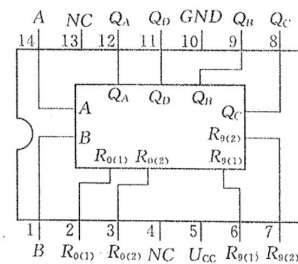 A NC Q_A Q_D GND Q_B Q_C
14 13 12 11 10 9 8
Q_A Q_D Q_B
A Q_C
B R_9(2)
R_0(1) R_0(2) R_9(1)
1 2 3 4 5 6 7
B R_0(1) R_0(2) NC U_CC R_9(1) R_9(2)